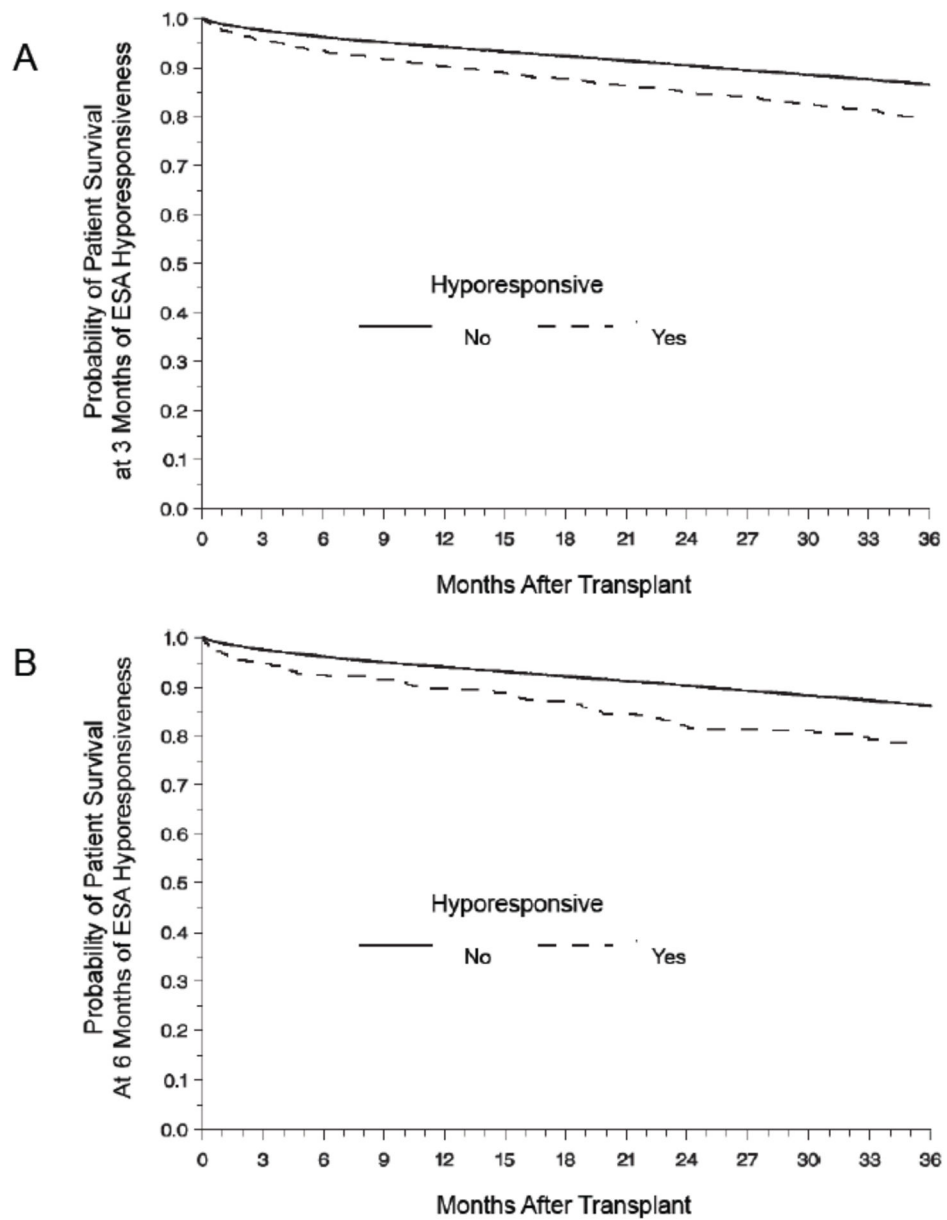 A
Probability of Patient Survival
at 3 Months of ESA Hyporesponsiveness
1.0
0.9
0.8
0.7
0.6
0.5
0.4
0.3
0.2
0.1
0.0
Hyporesponsive
No Yes
0 3 6 9 12 15 18 21 24 27 30 33 36
Months After Transplant
B
Probability of Patient Survival
At 6 Months of ESA Hyporesponsiveness
1.0
0.9
0.8
0.7
0.6
0.5
0.4
0.3
0.2
0.1
0.0
Hyporesponsive
No Yes
0 3 6 9 12 15 18 21 24 27 30 33 36
Months After Transplant